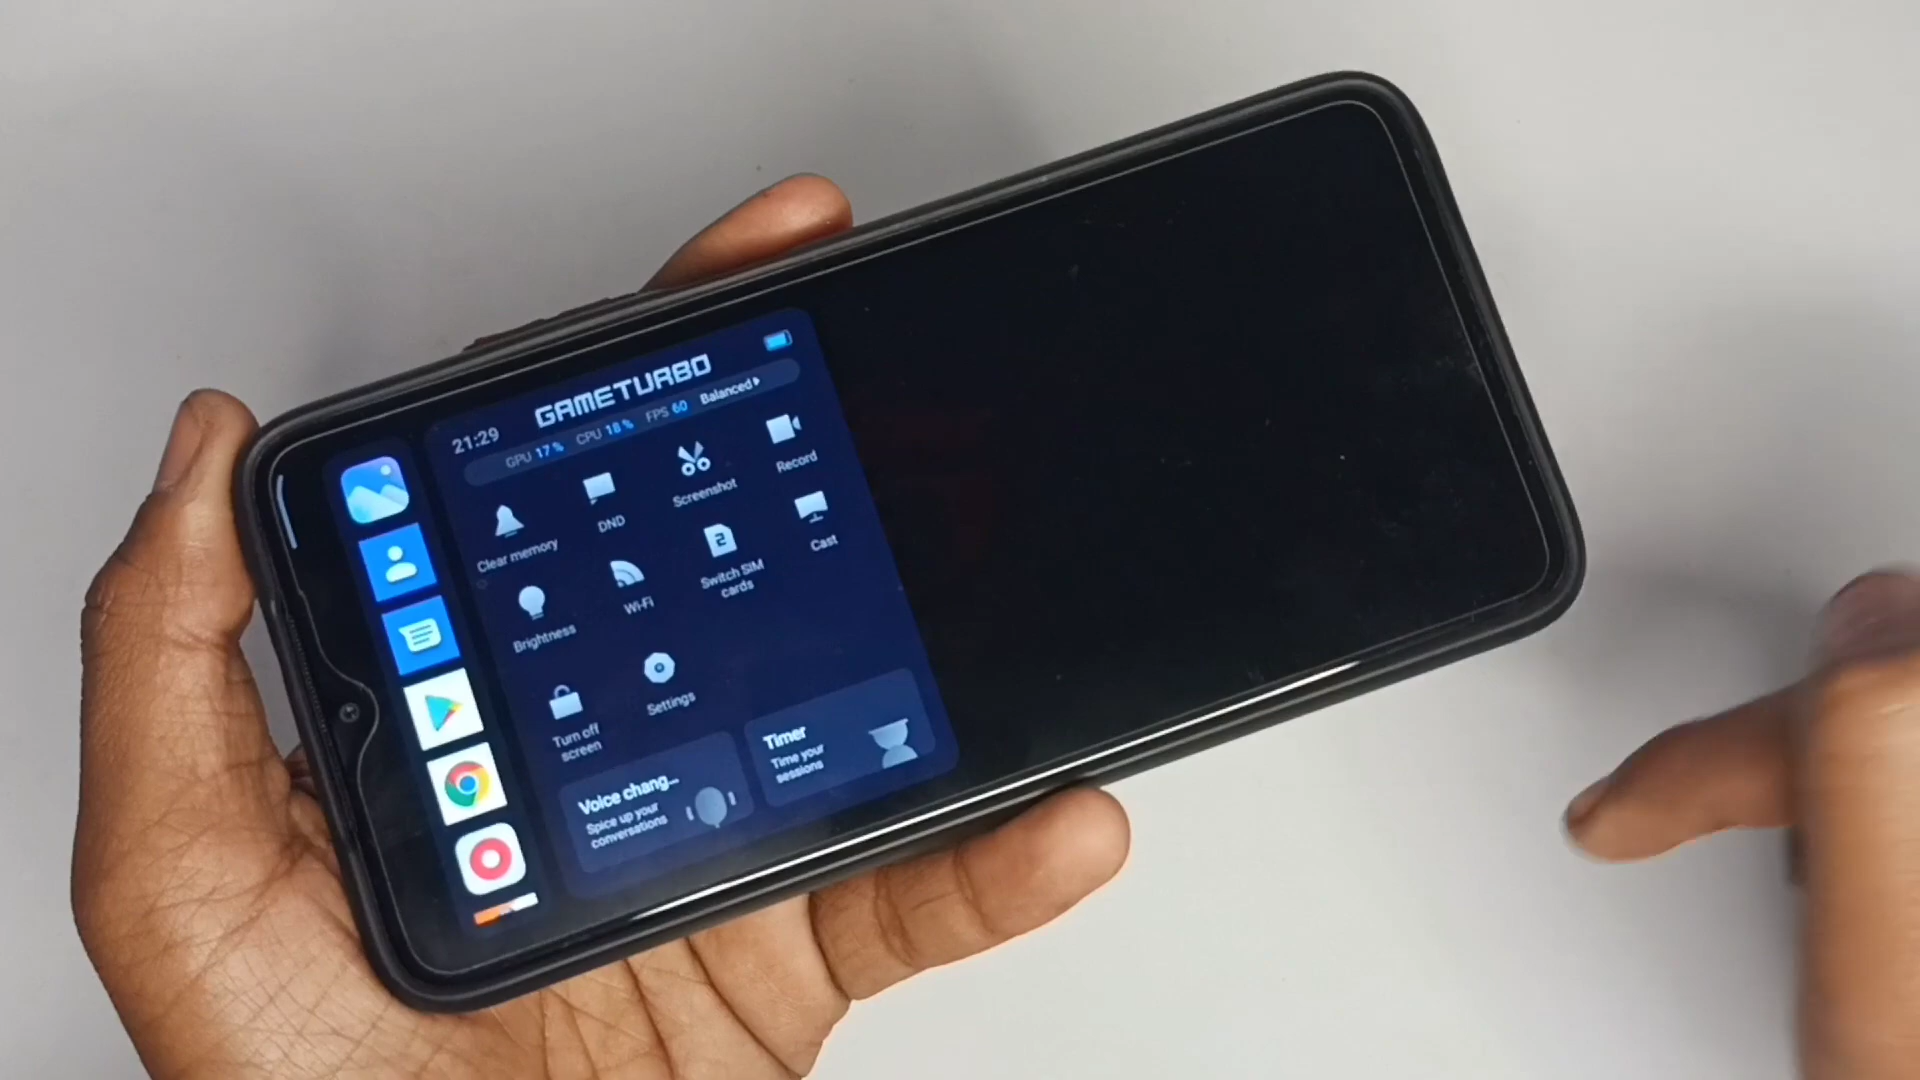 GAMETURBO
21:29
GPU 17% CPU 18% FPS 60 Balanced
Clear memory
DND
Screenshot
Record
Brightness
Wi-Fi
2
Switch SIM
cards
Cast
Turn off
screen
Settings
Voice chang...
Spice up your
conversations
Timer
Time your
sessions